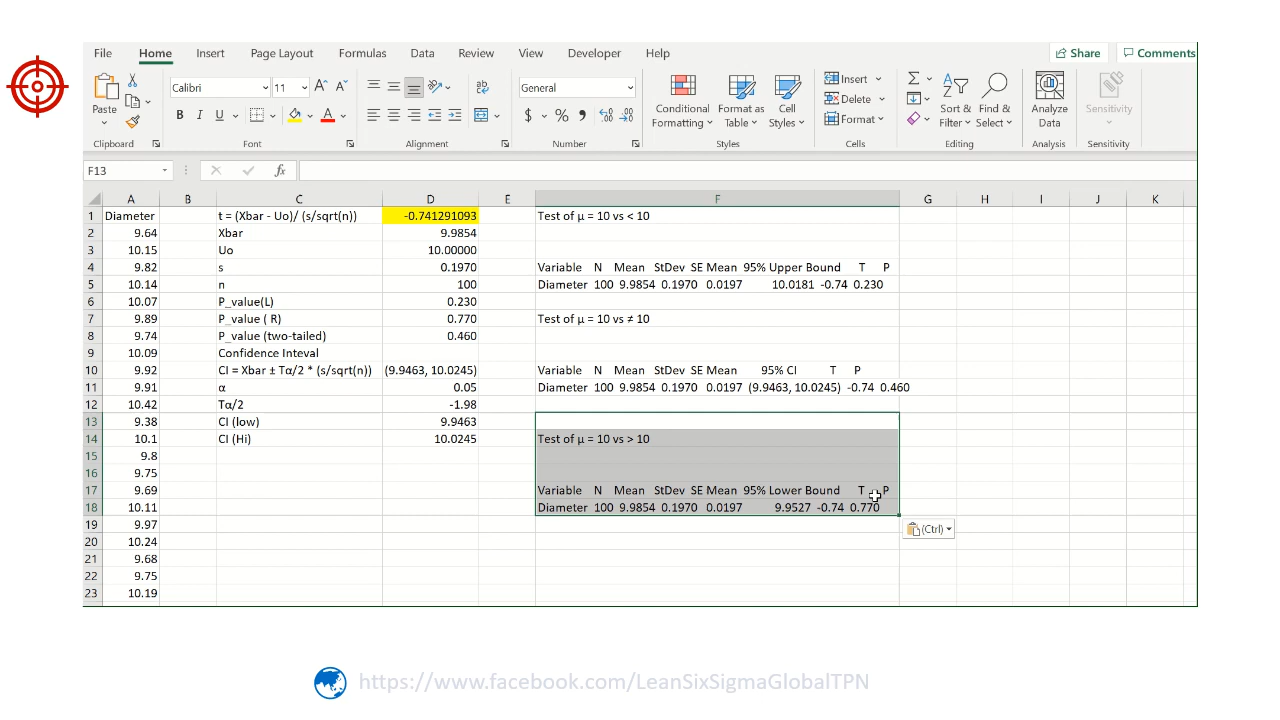 File Home Insert Page Layout Formulas Data Review View Developer Help Share Comments
Calibri 11 General Insert
Delete
Paste B I U Conditional Formatting Format as Table Cell Styles Format Sort & Filter Find & Select Analyze Data Sensitivity
Clipboard Font Alignment Number Styles Cells Editing Analysis Sensitivity
F13 fx
A B C D E F G H I J K
1 Diameter t = (Xbar - Uo)/ (s/sqrt(n)) -0.741291093 Test of μ = 10 vs < 10
2 9.64 Xbar 9.9854
3 10.15 Uo 10.00000
4 9.82 s 0.1970 Variable N Mean StDev SE Mean 95% Upper Bound T P
5 10.14 n 100 Diameter 100 9.9854 0.1970 0.0197 10.0181 -0.74 0.230
6 10.07 P_value(L) 0.230
7 9.89 P_value ( R) 0.770 Test of μ = 10 vs ≠ 10
8 9.74 P_value (two-tailed) 0.460
9 10.09 Confidence Inteval
10 9.92 CI = Xbar ± Tα/2 * (s/sqrt(n)) (9.9463, 10.0245) Variable N Mean StDev SE Mean 95% CI T P
11 9.91 α 0.05 Diameter 100 9.9854 0.1970 0.0197 (9.9463, 10.0245) -0.74 0.460
12 10.42 Tα/2 -1.98
13 9.38 CI (low) 9.9463
14 10.1 CI (Hi) 10.0245 Test of μ = 10 vs > 10
15 9.8
16 9.75
17 9.69 Variable N Mean StDev SE Mean 95% Lower Bound T P
18 10.11 Diameter 100 9.9854 0.1970 0.0197 9.9527 -0.74 0.770
19 9.97 (Ctrl)
20 10.24
21 9.68
22 9.75
23 10.19
https://www.facebook.com/LeanSixSigmaGlobalTPN